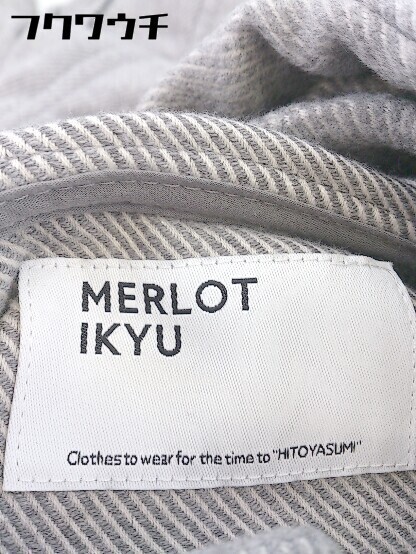 フクワウチ
MERLOT
IKYU
Clothes to wear for the time to "HITOYASUMI"